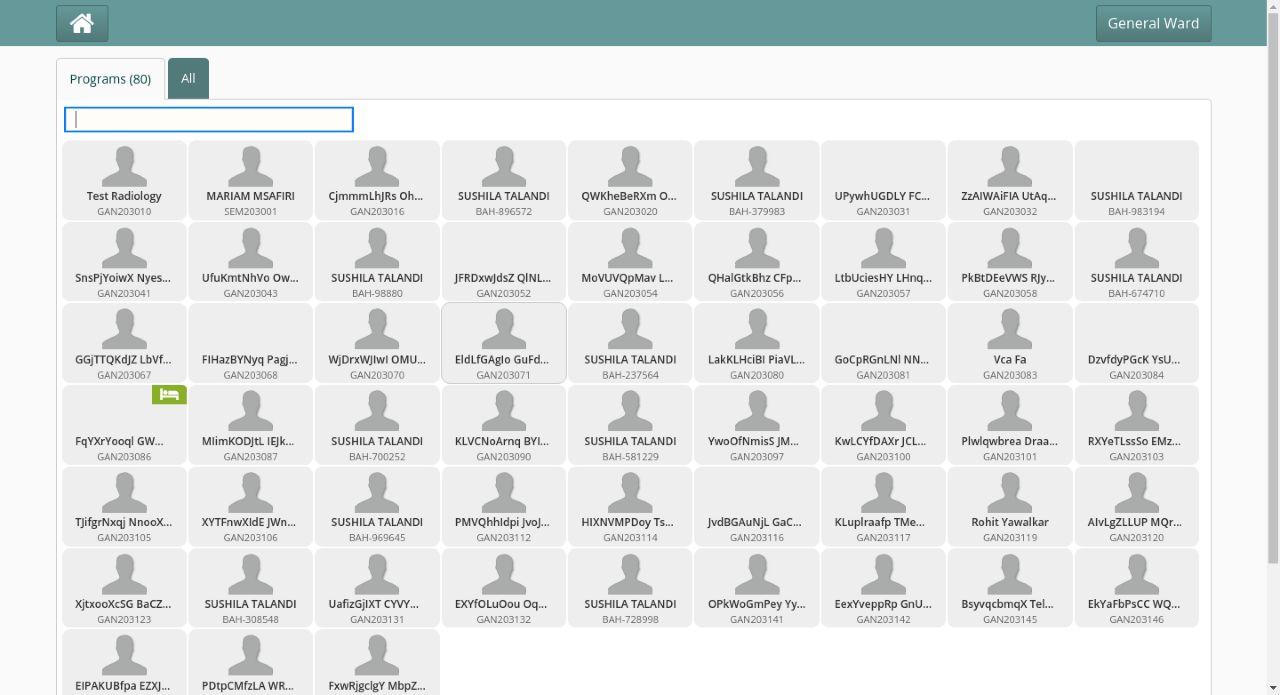 General Ward
Programs (80)
All
Test Radiology
GAN203010
MARIAM MSAFIRI
SEM203001
CjmmmLhJRs Oh...
GAN203016
SUSHILA TALANDI
BAH-896572
QWKheBeRXm O...
GAN203020
SUSHILA TALANDI
BAH-379983
UPywhUGDLY FC...
GAN203031
ZzAIWAiFIA UtAq...
GAN203032
SUSHILA TALANDI
BAH-983194
SnsPjYoiwX Nyes...
GAN203041
UfuKmtNhVo Ow...
GAN203043
SUSHILA TALANDI
BAH-98880
JFRDxwJdsZ QlNL...
GAN203052
MoVUVQpMav L...
GAN203054
QHalGtkBhz CFp...
GAN203056
LtbUciesHY LHnq...
GAN203057
PkBtDEeVWS RJy...
GAN203058
SUSHILA TALANDI
BAH-674710
GGjTTQKdJZ LbVf...
GAN203067
FIHazBYNyq Pagj...
GAN203068
WjDrxWJIwI OMU...
GAN203070
EldLfGAgIo GuFd...
GAN203071
SUSHILA TALANDI
BAH-237564
LakKLHciBI PiaVL...
GAN203080
GoCpRGnLNl NN...
GAN203081
Vca Fa
GAN203083
DzvfdyPGcK YsU...
GAN203084
FqYXrYooql GW...
GAN203086
MIimKODJtL IEJk...
GAN203087
SUSHILA TALANDI
BAH-700252
KLVCNoArnq BYI...
GAN203090
SUSHILA TALANDI
BAH-581229
YwoOfNmisS JM...
GAN203097
KwLCYfDAXr JCL...
GAN203100
Plwlqwbrea Draa...
GAN203101
RXYeTLssSo EMz...
GAN203103
TJifgrNxqj NnooX...
GAN203105
XYTFnwXIdE JWn...
GAN203106
SUSHILA TALANDI
BAH-969645
PMVQhhIdpi JvoJ...
GAN203112
HIXNVMPDoy Ts...
GAN203114
JvdBGAuNjL GaC...
GAN203116
KLuplraafp TMe...
GAN203117
Rohit Yawalkar
GAN203119
AIvLgZLLUP MQr...
GAN203120
XjtxooXcSG BaCZ...
GAN203123
SUSHILA TALANDI
BAH-308548
UafizGjIXT CYVY...
GAN203131
EXYfOLuOou Oq...
GAN203132
SUSHILA TALANDI
BAH-728998
OPkWoGmPey Yy...
GAN203141
EexYveppRp GnU...
GAN203142
BsyvqcbmqX Tel...
GAN203145
EkYaFbPsCC WQ...
GAN203146
EIPAKUBfpa EZXJ...
PDtpCMfzLA WR...
FxwRjgclgY MbpZ...